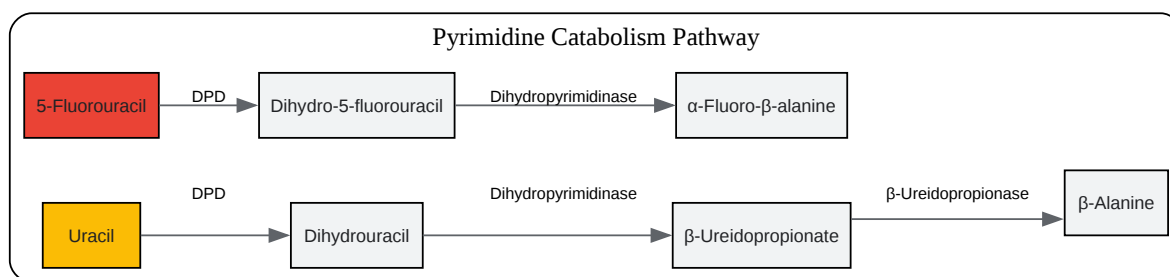 Pyrimidine Catabolism Pathway
5-Fluorouracil
DPD
Dihydro-5-fluorouracil
Dihydropyrimidinase
α-Fluoro-β-alanine
Uracil
DPD
Dihydrouracil
Dihydropyrimidinase
β-Ureidopropionate
β-Ureidopropionase
β-Alanine